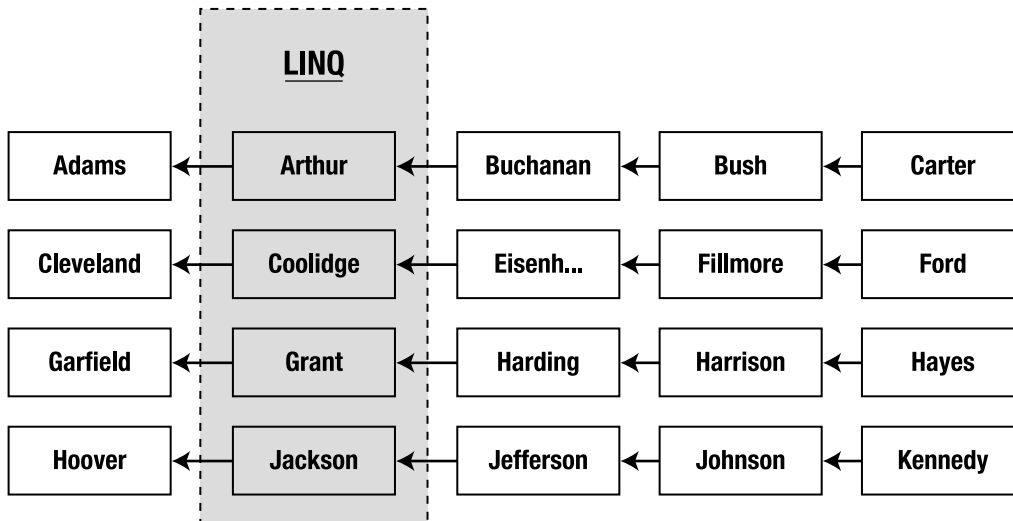 LINQ
Adams Arthur Buchanan Bush Carter
Cleveland Coolidge Eisenh... Fillmore Ford
Garfield Grant Harding Harrison Hayes
Hoover Jackson Jefferson Johnson Kennedy